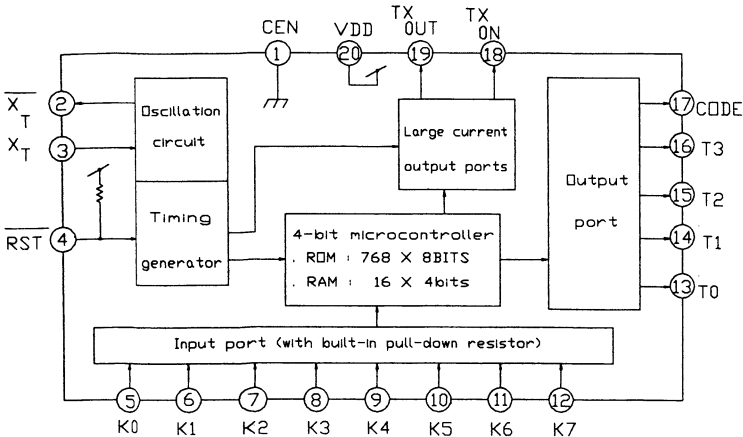 CEN
VDD
TX OUT
TX ON
1
20
19
18
X̅T̅
2
XT
3
R̅S̅T̅
4
Oscillation
circuit
Timing
generator
Large current
output ports
4-bit microcontroller
. ROM : 768 X 8BITS
. RAM : 16 X 4bits
Output
port
17
CODE
16
T3
15
T2
14
T1
13
T0
Input port (with built-in pull-down resistor)
5
6
7
8
9
10
11
12
K0
K1
K2
K3
K4
K5
K6
K7